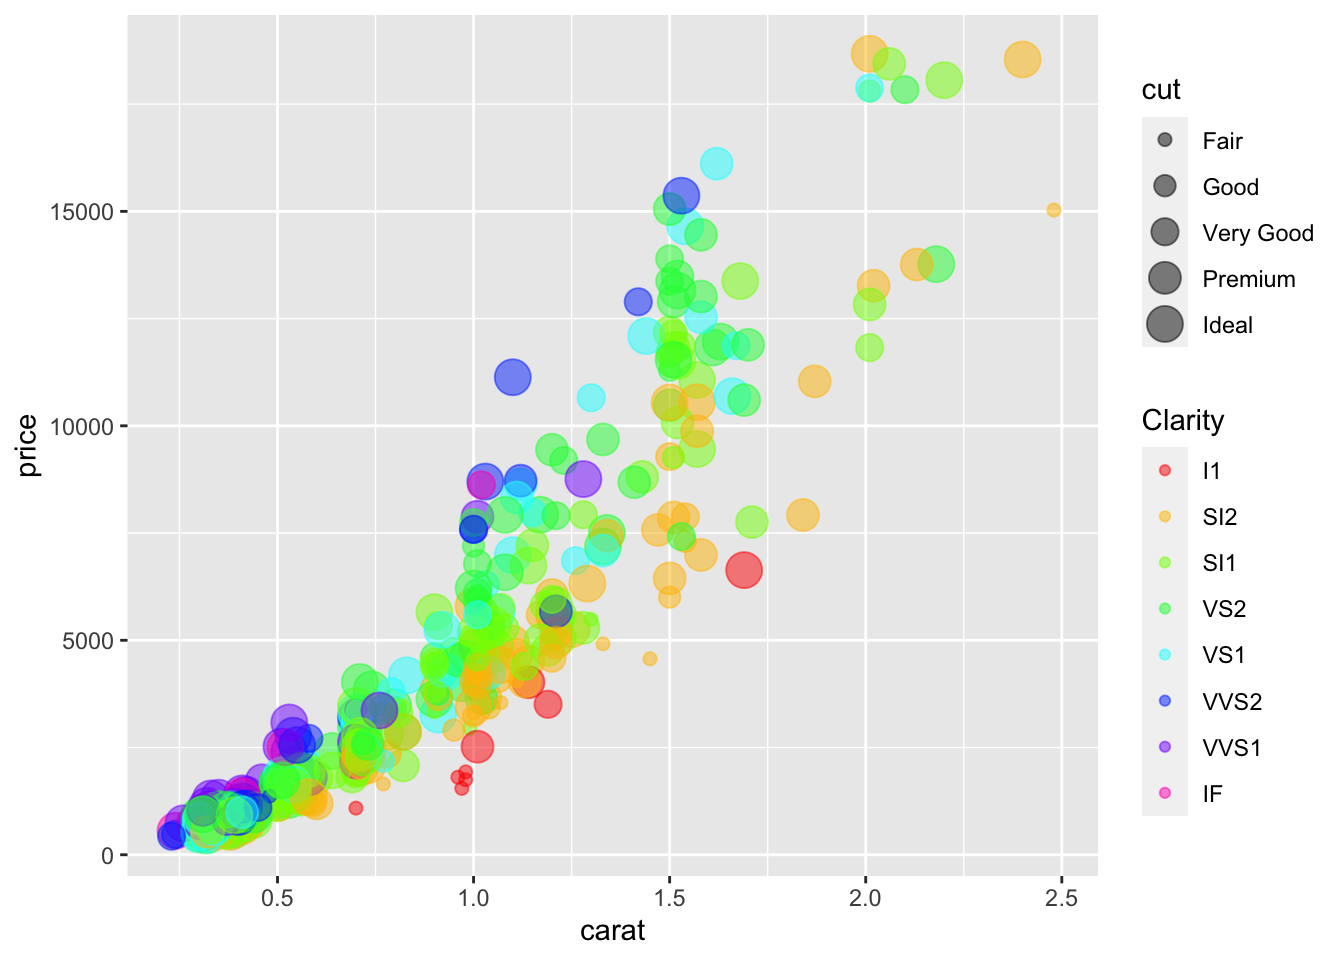 15000
10000
5000
0
price
0.5
1.0
1.5
2.0
2.5
carat
cut
Fair
Good
Very Good
Premium
Ideal
Clarity
I1
SI2
SI1
VS2
VS1
VVS2
VVS1
IF